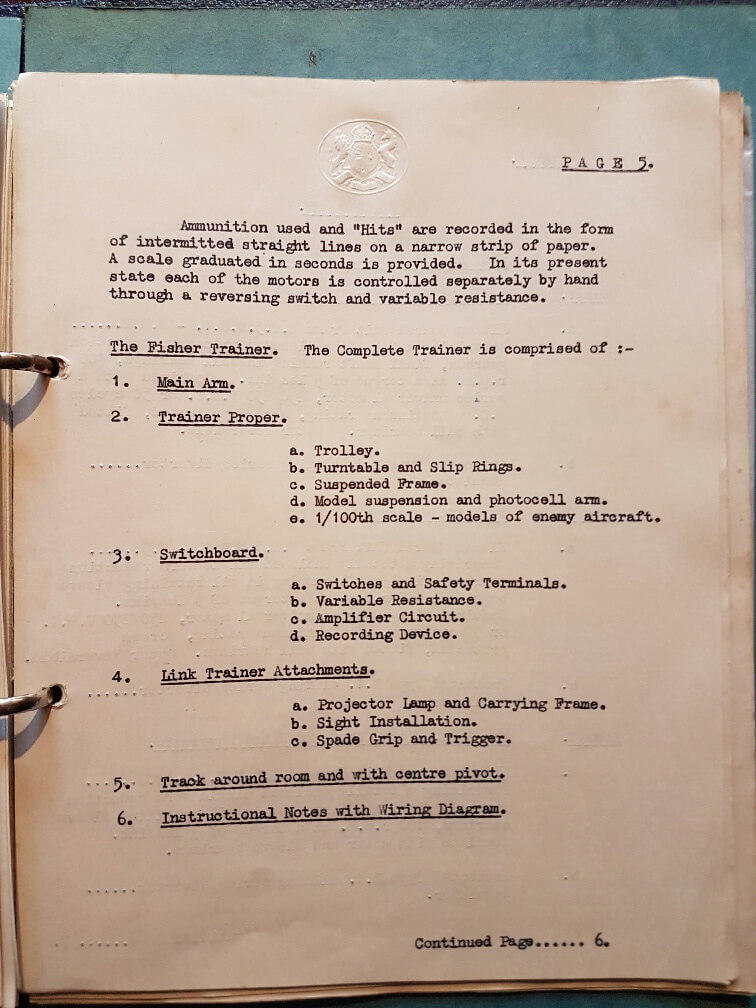 PAGE 5.
Ammunition used and "Hits" are recorded in the form
of intermitted straight lines on a narrow strip of paper.
A scale graduated in seconds is provided. In its present
state each of the motors is controlled separately by hand
through a reversing switch and variable resistance.
The Fisher Trainer. The Complete Trainer is comprised of :-
1. Main Arm.
2. Trainer Proper.
a. Trolley.
b. Turntable and Slip Rings.
c. Suspended Frame.
d. Model suspension and photocell arm.
e. 1/100th scale - models of enemy aircraft.
3. Switchboard.
a. Switches and Safety Terminals.
b. Variable Resistance.
c. Amplifier Circuit.
d. Recording Device.
4. Link Trainer Attachments.
a. Projector Lamp and Carrying Frame.
b. Sight Installation.
c. Spade Grip and Trigger.
5. Track around room and with centre pivot.
6. Instructional Notes with Wiring Diagram.
Continued Page...... 6.